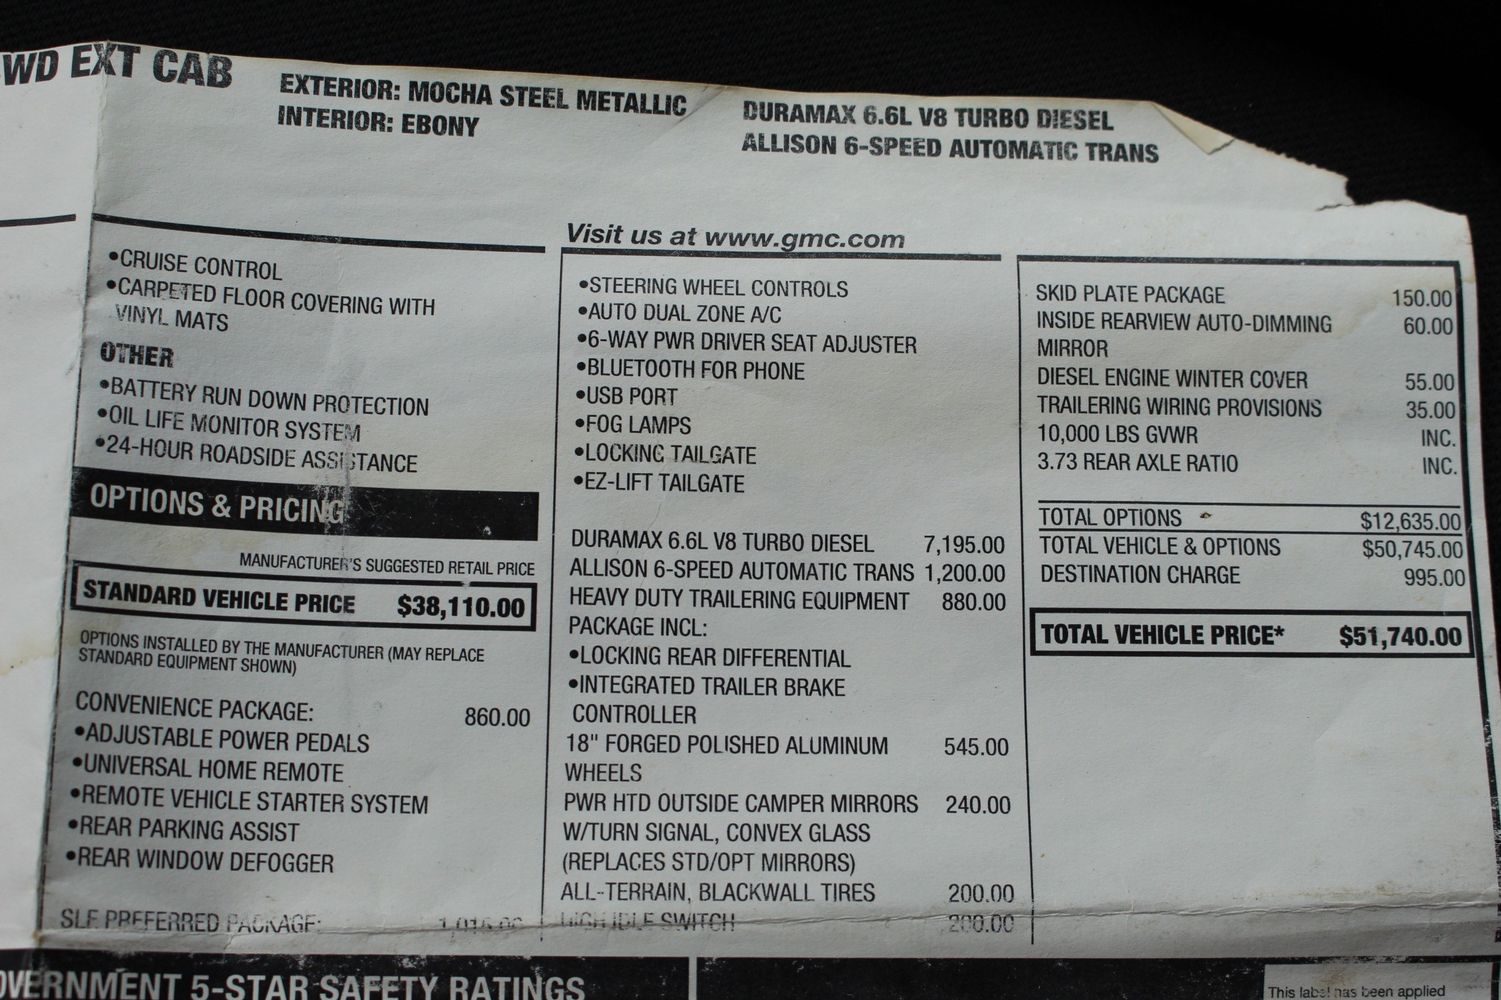 WD EXT CAB
EXTERIOR: MOCHA STEEL METALLIC
INTERIOR: EBONY
DURAMAX 6.6L V8 TURBO DIESEL
ALLISON 6-SPEED AUTOMATIC TRANS
Visit us at www.gmc.com
•CRUISE CONTROL
•CARPETED FLOOR COVERING WITH
VINYL MATS
OTHER
•BATTERY RUN DOWN PROTECTION
•OIL LIFE MONITOR SYSTEM
•24-HOUR ROADSIDE ASSISTANCE
OPTIONS & PRICING
MANUFACTURER'S SUGGESTED RETAIL PRICE
STANDARD VEHICLE PRICE $38,110.00
OPTIONS INSTALLED BY THE MANUFACTURER (MAY REPLACE
STANDARD EQUIPMENT SHOWN)
CONVENIENCE PACKAGE: 860.00
•ADJUSTABLE POWER PEDALS
•UNIVERSAL HOME REMOTE
•REMOTE VEHICLE STARTER SYSTEM
•REAR PARKING ASSIST
•REAR WINDOW DEFOGGER
SLE PREFERRED PACKAGE: 1,015.00
•STEERING WHEEL CONTROLS
•AUTO DUAL ZONE A/C
•6-WAY PWR DRIVER SEAT ADJUSTER
•BLUETOOTH FOR PHONE
•USB PORT
•FOG LAMPS
•LOCKING TAILGATE
•EZ-LIFT TAILGATE
DURAMAX 6.6L V8 TURBO DIESEL 7,195.00
ALLISON 6-SPEED AUTOMATIC TRANS 1,200.00
HEAVY DUTY TRAILERING EQUIPMENT 880.00
PACKAGE INCL:
•LOCKING REAR DIFFERENTIAL
•INTEGRATED TRAILER BRAKE
CONTROLLER
18" FORGED POLISHED ALUMINUM 545.00
WHEELS
PWR HTD OUTSIDE CAMPER MIRRORS 240.00
W/TURN SIGNAL, CONVEX GLASS
(REPLACES STD/OPT MIRRORS)
ALL-TERRAIN, BLACKWALL TIRES 200.00
HIGH IDLE SWITCH 200.00
SKID PLATE PACKAGE 150.00
INSIDE REARVIEW AUTO-DIMMING 60.00
MIRROR
DIESEL ENGINE WINTER COVER 55.00
TRAILERING WIRING PROVISIONS 35.00
10,000 LBS GVWR INC.
3.73 REAR AXLE RATIO INC.
TOTAL OPTIONS $12,635.00
TOTAL VEHICLE & OPTIONS $50,745.00
DESTINATION CHARGE 995.00
TOTAL VEHICLE PRICE* $51,740.00
OVERNMENT 5-STAR SAFETY RATINGS
This label has been applied